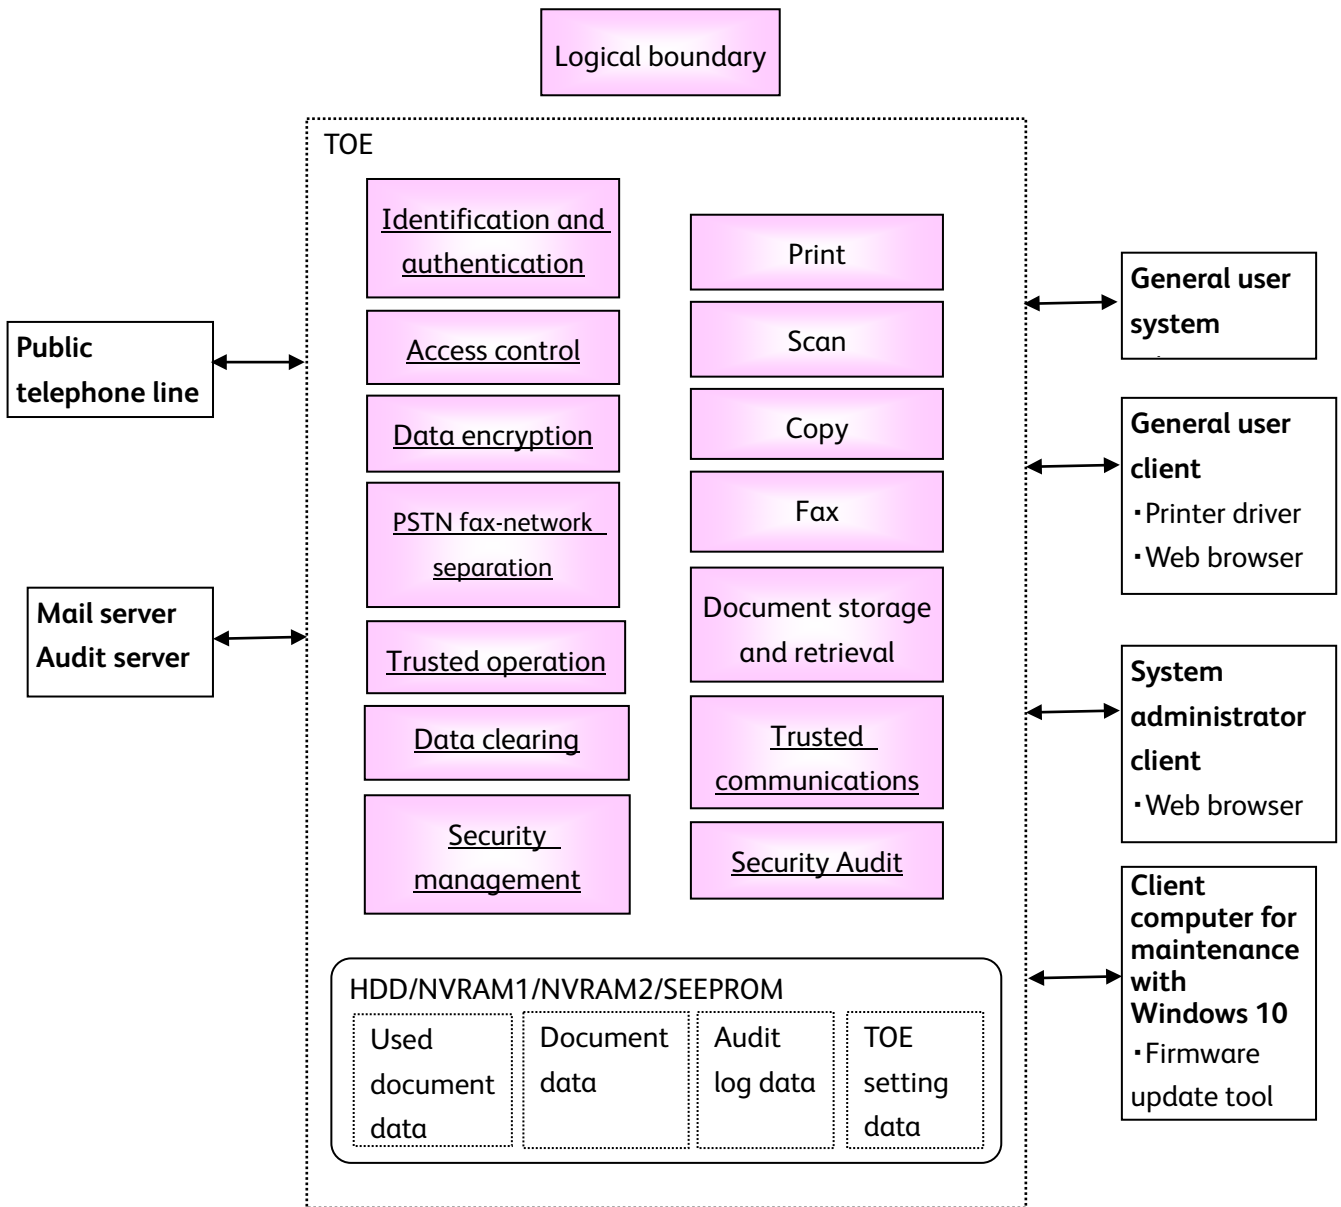 Logical boundary
TOE
Identification and
authentication
Access control
Data encryption
PSTN fax-network
separation
Trusted operation
Data clearing
Security
management
Print
Scan
Copy
Fax
Document storage
and retrieval
Trusted
communications
Security Audit
HDD/NVRAM1/NVRAM2/SEEPROM
Used
document
data
Document
data
Audit
log data
TOE
setting
data
Public
telephone line
Mail server
Audit server
General user
system
General user
client
・Printer driver
・Web browser
System
administrator
client
・Web browser
Client
computer for
maintenance
with
Windows 10
・Firmware
update tool